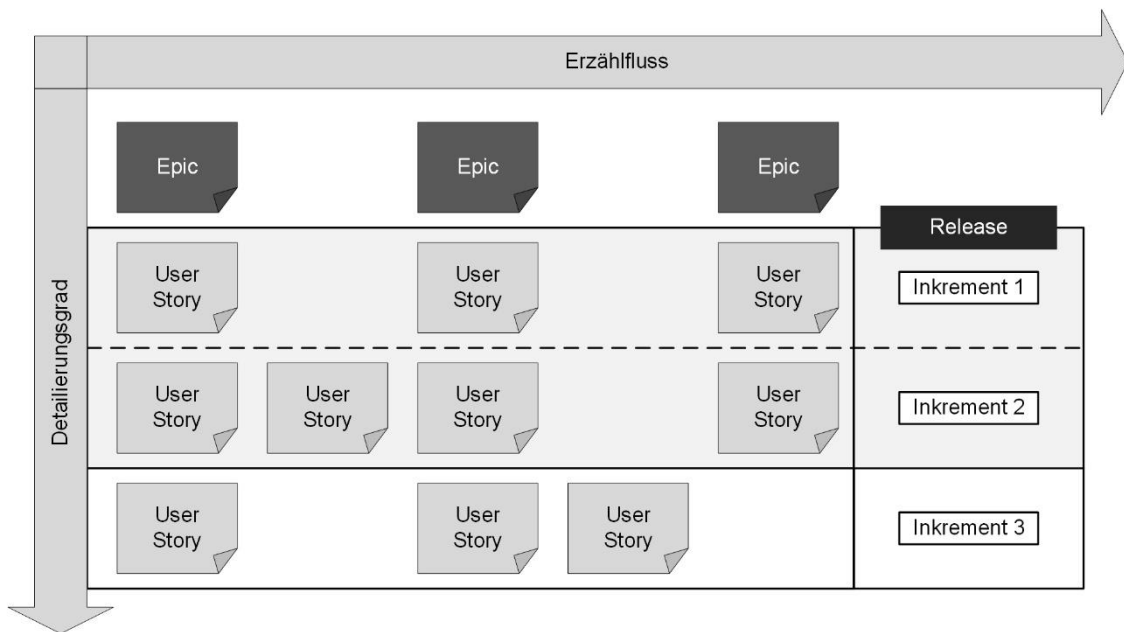 Erzählfluss
Detailierungsgrad
Epic
Epic
Epic
Release
User
Story
User
Story
User
Story
Inkrement 1
User
Story
User
Story
User
Story
User
Story
Inkrement 2
User
Story
User
Story
User
Story
Inkrement 3